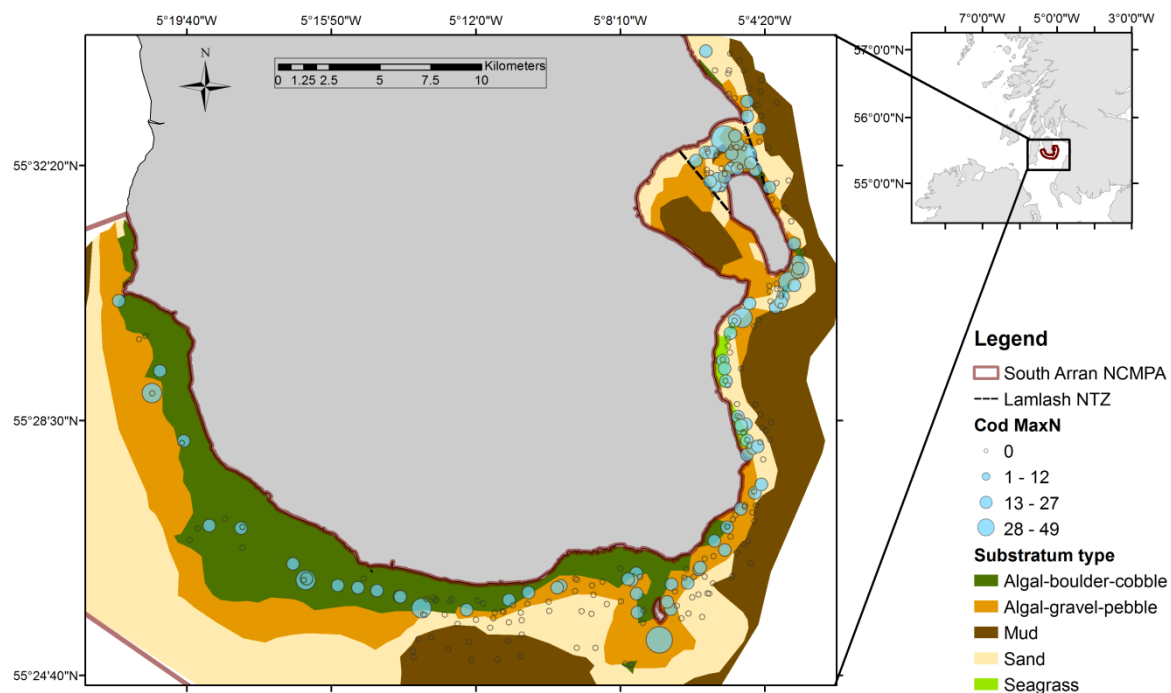 5°19'40"W 5°15'50"W 5°12'0"W 5°8'10"W 5°4'20"W
7°0'0"W 5°0'0"W 3°0'0"W
N
Kilometers
0 1.25 2.5 5 7.5 10
57°0'0"N
56°0'0"N
55°0'0"N
55°32'20"N
55°28'30"N
55°24'40"N
Legend
South Arran NCMPA
Lamlash NTZ
Cod MaxN
0
1 - 12
13 - 27
28 - 49
Substratum type
Algal-boulder-cobble
Algal-gravel-pebble
Mud
Sand
Seagrass